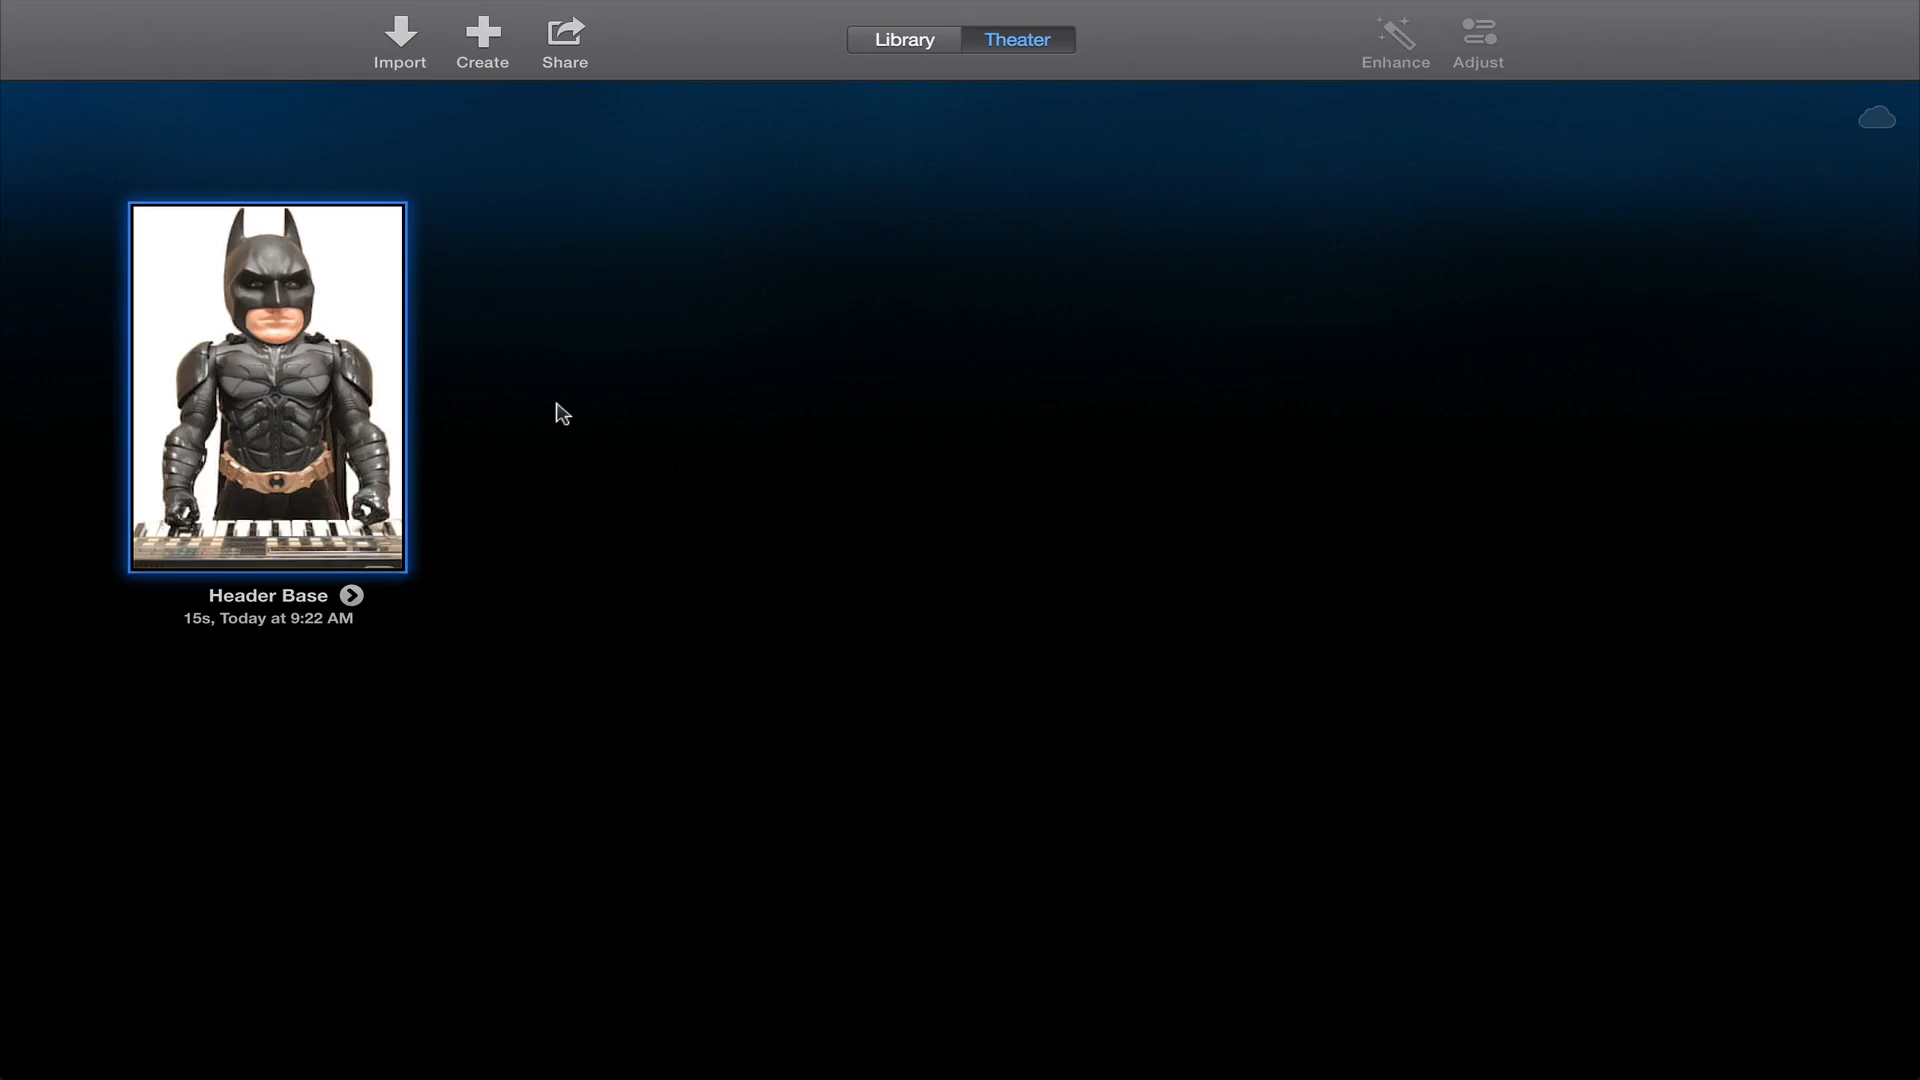 Import
Create
Share
Library
Theater
Enhance
Adjust
Header Base
15s, Today at 9:22 AM